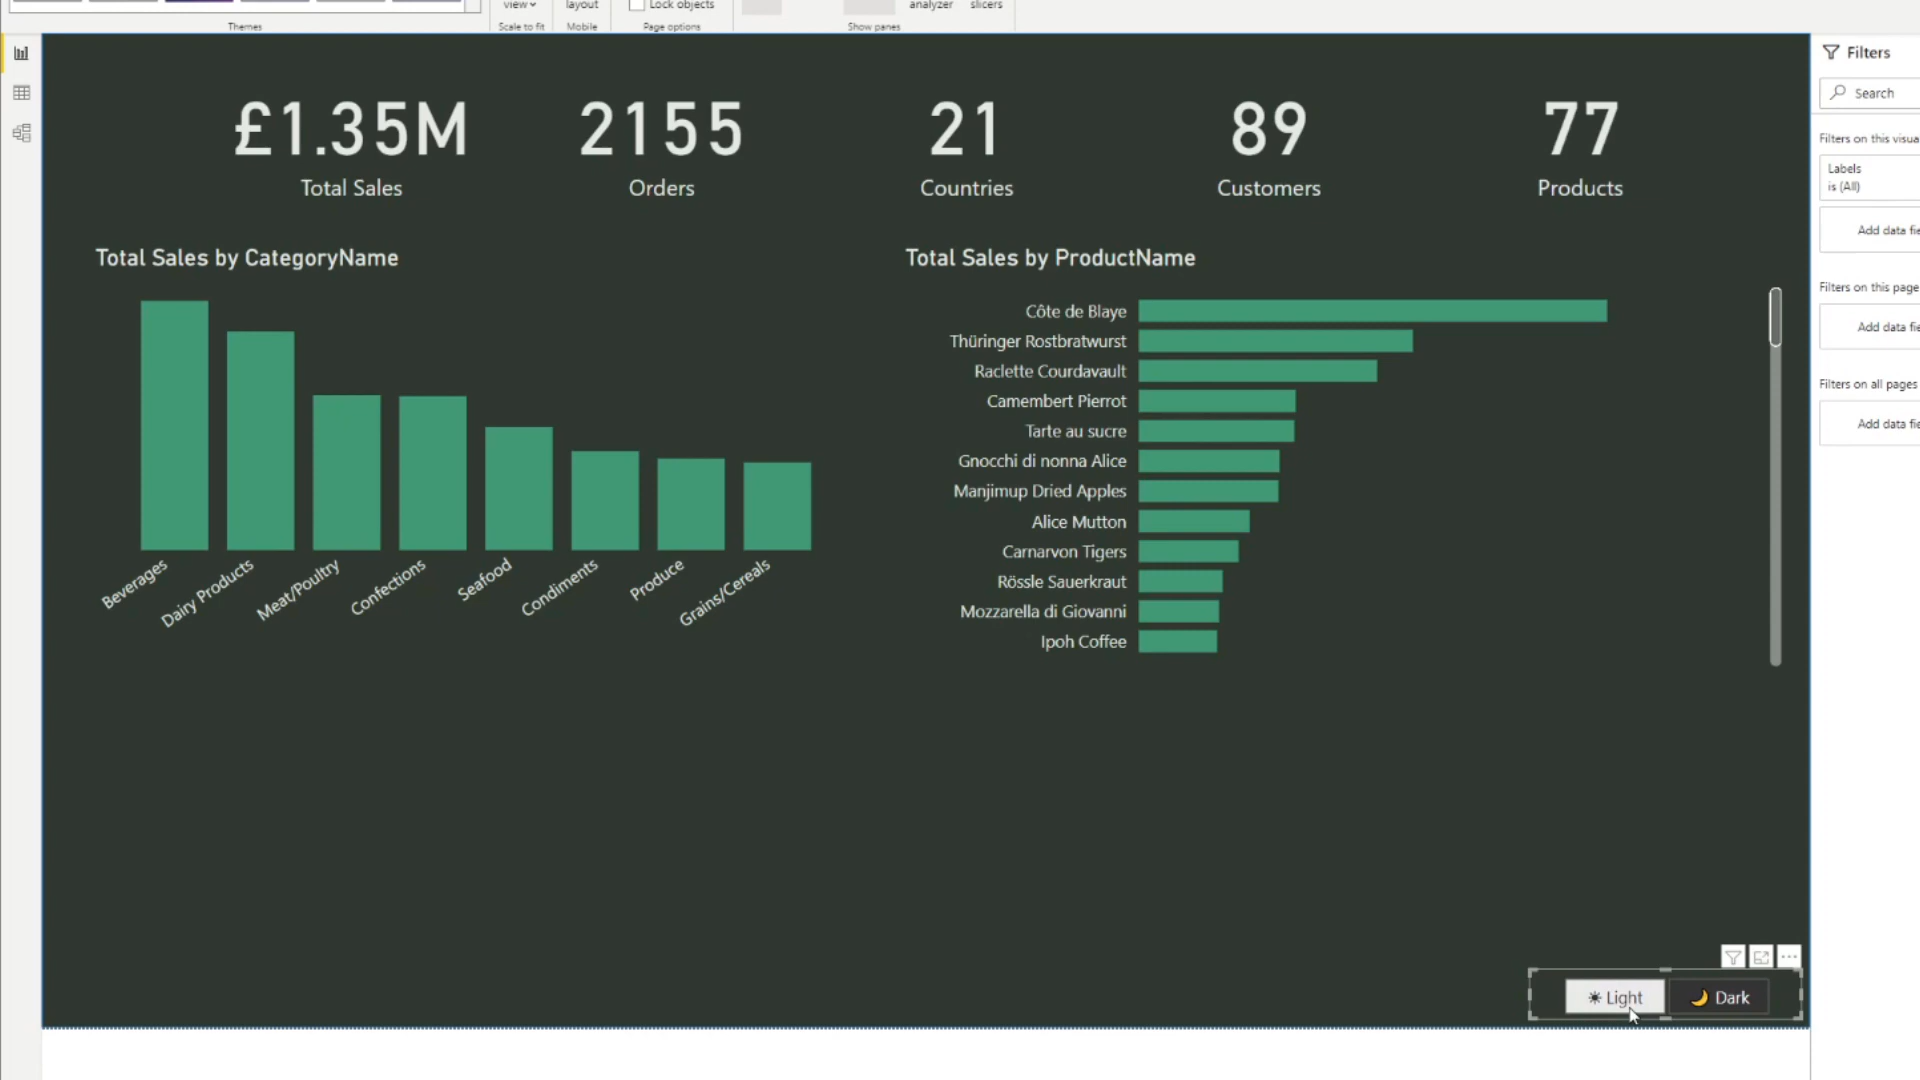 view
layout
Lock objects
analyzer
slicers
Themes
Scale to fit
Mobile
Page options
Show panes
£1.35M
Total Sales
2155
Orders
21
Countries
89
Customers
77
Products
Total Sales by CategoryName
Beverages
Dairy Products
Meat/Poultry
Confections
Seafood
Condiments
Produce
Grains/Cereals
Total Sales by ProductName
Côte de Blaye
Thüringer Rostbratwurst
Raclette Courdavault
Camembert Pierrot
Tarte au sucre
Gnocchi di nonna Alice
Manjimup Dried Apples
Alice Mutton
Carnarvon Tigers
Rössle Sauerkraut
Mozzarella di Giovanni
Ipoh Coffee
Light
Dark
Filters
Search
Filters on this visua
Labels
is (All)
Add data fie
Filters on this page
Add data fie
Filters on all pages
Add data fie